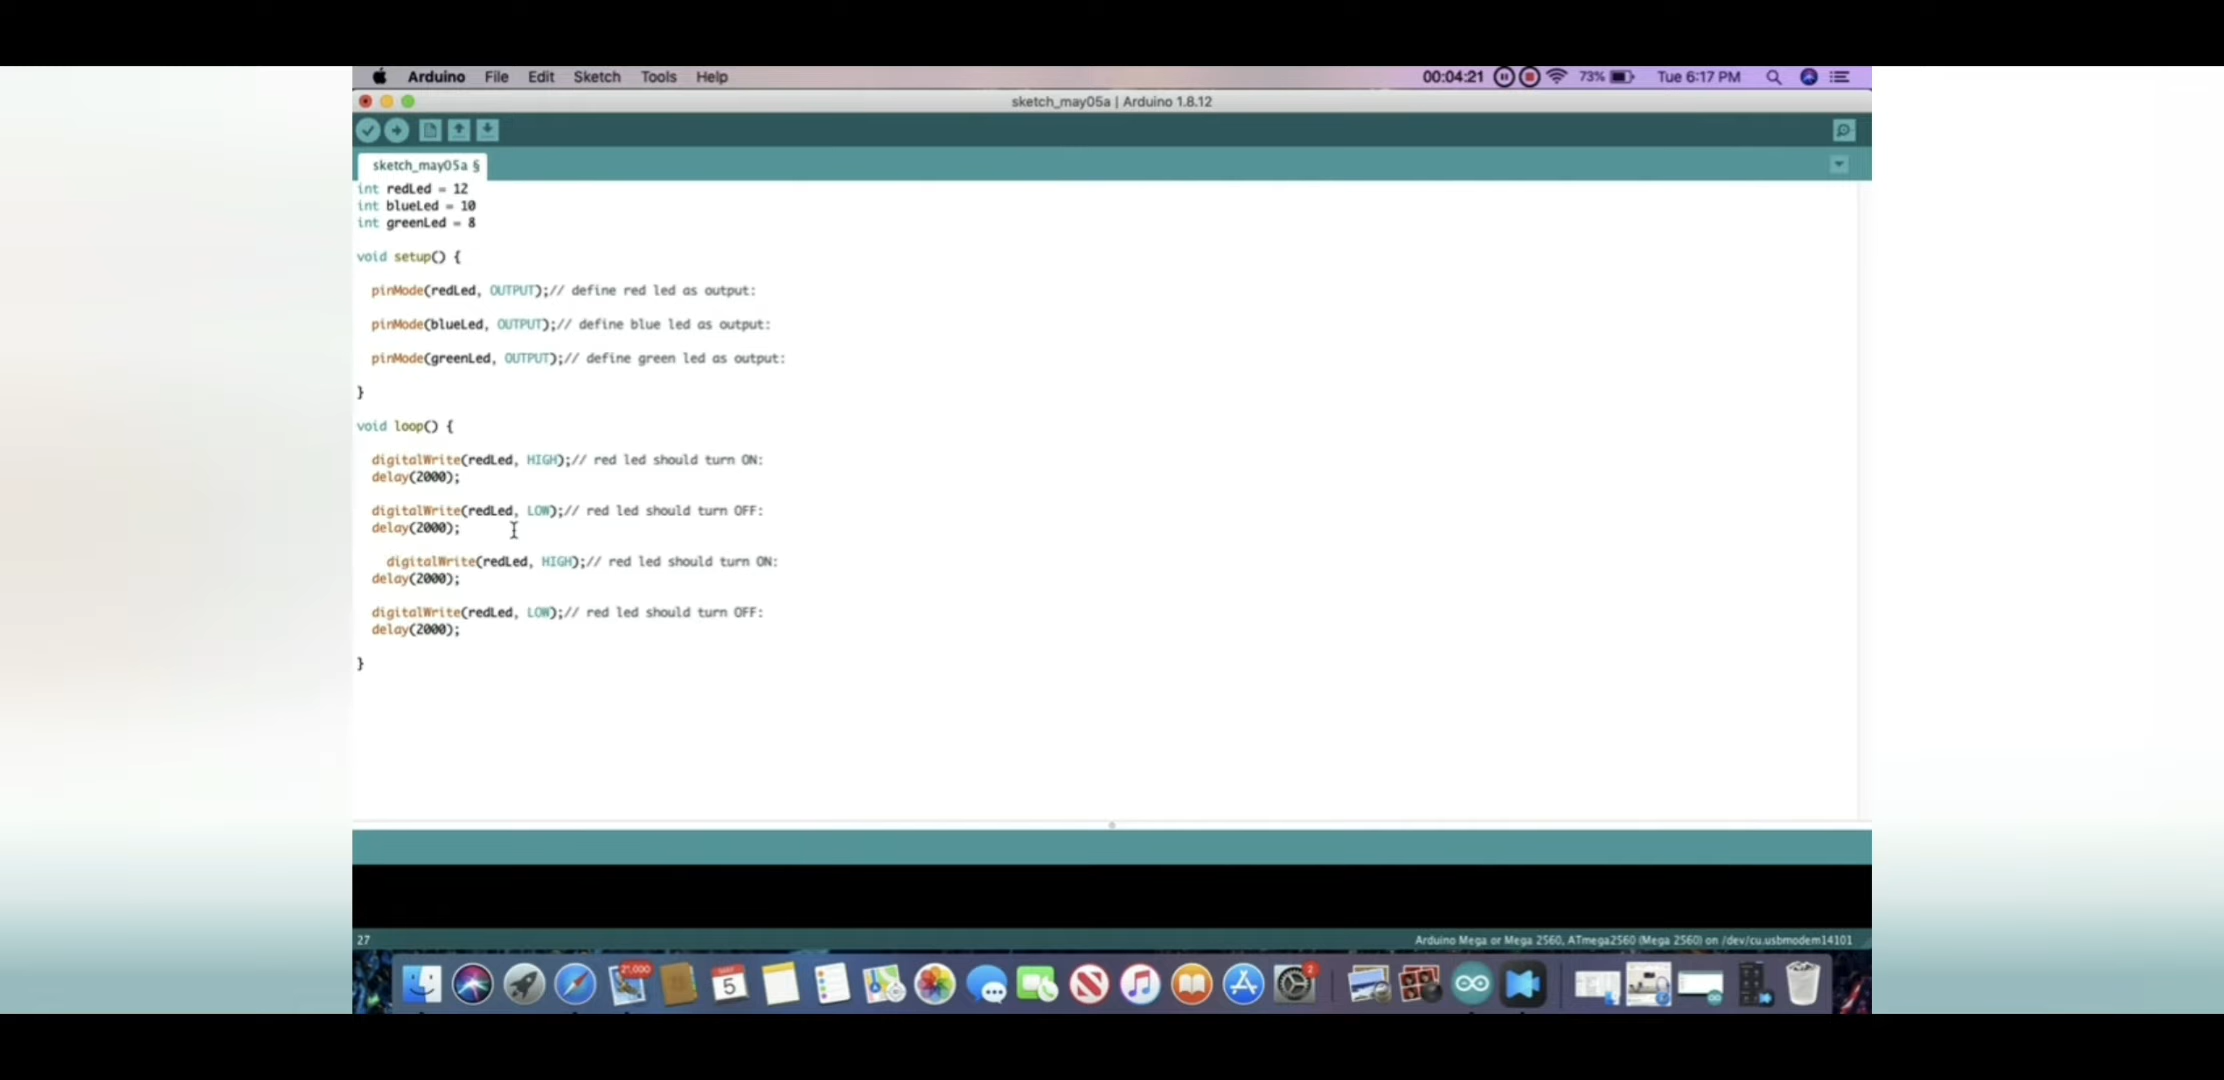 Arduino File Edit Sketch Tools Help 00:04:21 73% Tue 6:17 PM
sketch_may05a | Arduino 1.8.12
sketch_may05a §
int redLed = 12
int blueLed = 10
int greenLed = 8
void setup() {
pinMode(redLed, OUTPUT);// define red led as output:
pinMode(blueLed, OUTPUT);// define blue led as output:
pinMode(greenLed, OUTPUT);// define green led as output:
}
void loop() {
digitalWrite(redLed, HIGH);// red led should turn ON:
delay(2000);
digitalWrite(redLed, LOW);// red led should turn OFF:
delay(2000);
digitalWrite(redLed, HIGH);// red led should turn ON:
delay(2000);
digitalWrite(redLed, LOW);// red led should turn OFF:
delay(2000);
}
27 Arduino Mega or Mega 2560, ATmega2560 (Mega 2560) on /dev/cu.usbmodem14101
5
2